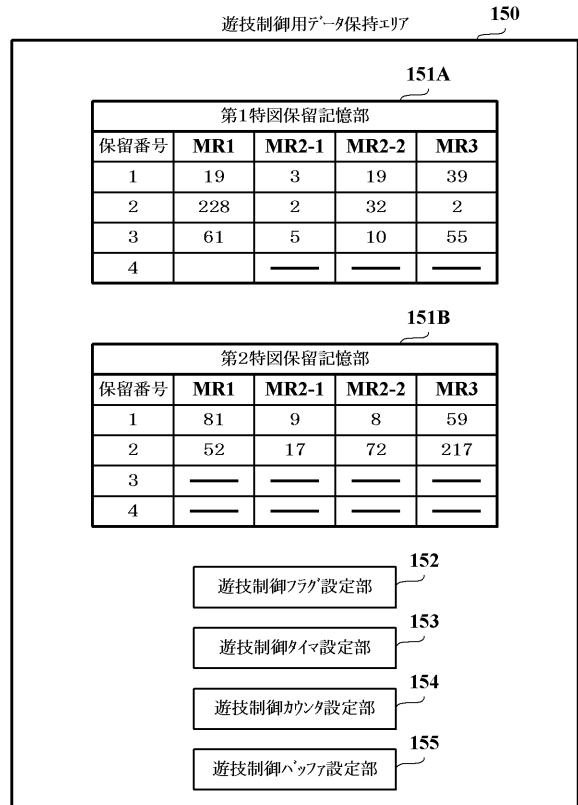 遊技制御用データ保持エリア 150
151A
第1特図保留記憶部
保留番号 MR1 MR2-1 MR2-2 MR3
1 19 3 19 39
2 228 2 32 2
3 61 5 10 55
4 ― ― ―
151B
第2特図保留記憶部
保留番号 MR1 MR2-1 MR2-2 MR3
1 81 9 8 59
2 52 17 72 217
3 ― ― ― ―
4 ― ― ― ―
152
遊技制御フラグ設定部
153
遊技制御タイマ設定部
154
遊技制御カウンタ設定部
155
遊技制御バッファ設定部